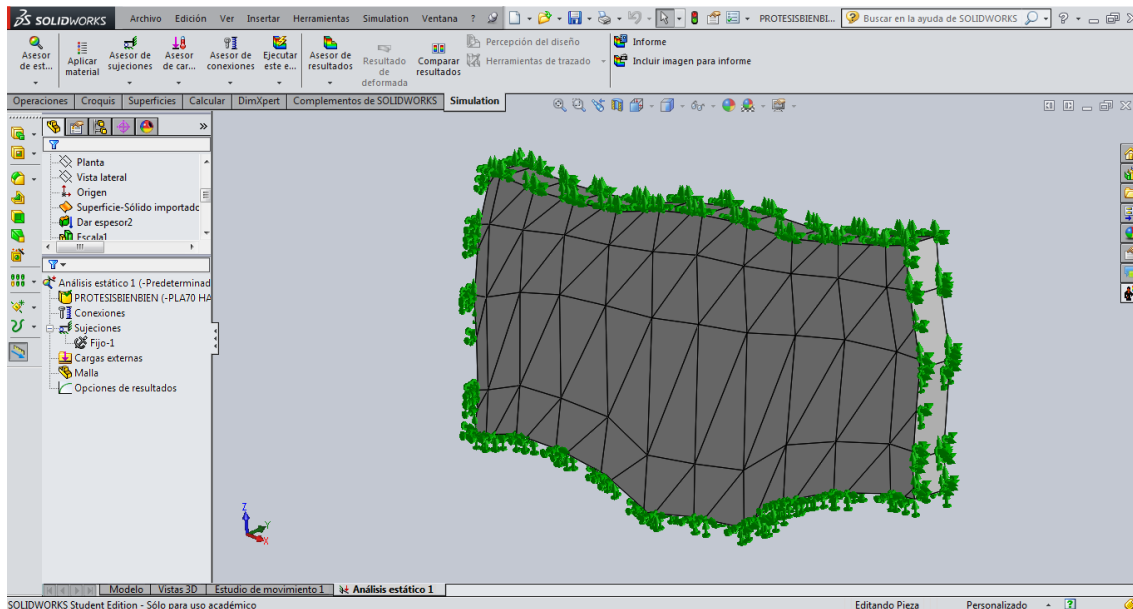 SOLIDWORKS Archivo Edición Ver Insertar Herramientas Simulation Ventana ? PROTESISBIENBI... Buscar en la ayuda de SOLIDWORKS ?
Asesor de est...
Aplicar material
Asesor de sujeciones
Asesor de car...
Asesor de conexiones
Ejecutar este e...
Asesor de resultados
Resultado de deformada
Comparar resultados
Percepción del diseño
Herramientas de trazado
Informe
Incluir imagen para informe
Operaciones Croquis Superficies Calcular DimXpert Complementos de SOLIDWORKS Simulation
»
Planta
Vista lateral
Origen
Superficie-Sólido importado
Dar espesor2
Escala1
Análisis estático 1 (-Predeterminad
PROTESISBIENBIEN (-PLA70 HA
Conexiones
Sujeciones
Fijo-1
Cargas externas
Malla
Opciones de resultados
Z
Y
X
Modelo Vistas 3D Estudio de movimiento 1 Análisis estático 1
SOLIDWORKS Student Edition - Sólo para uso académico Editando Pieza Personalizado ?